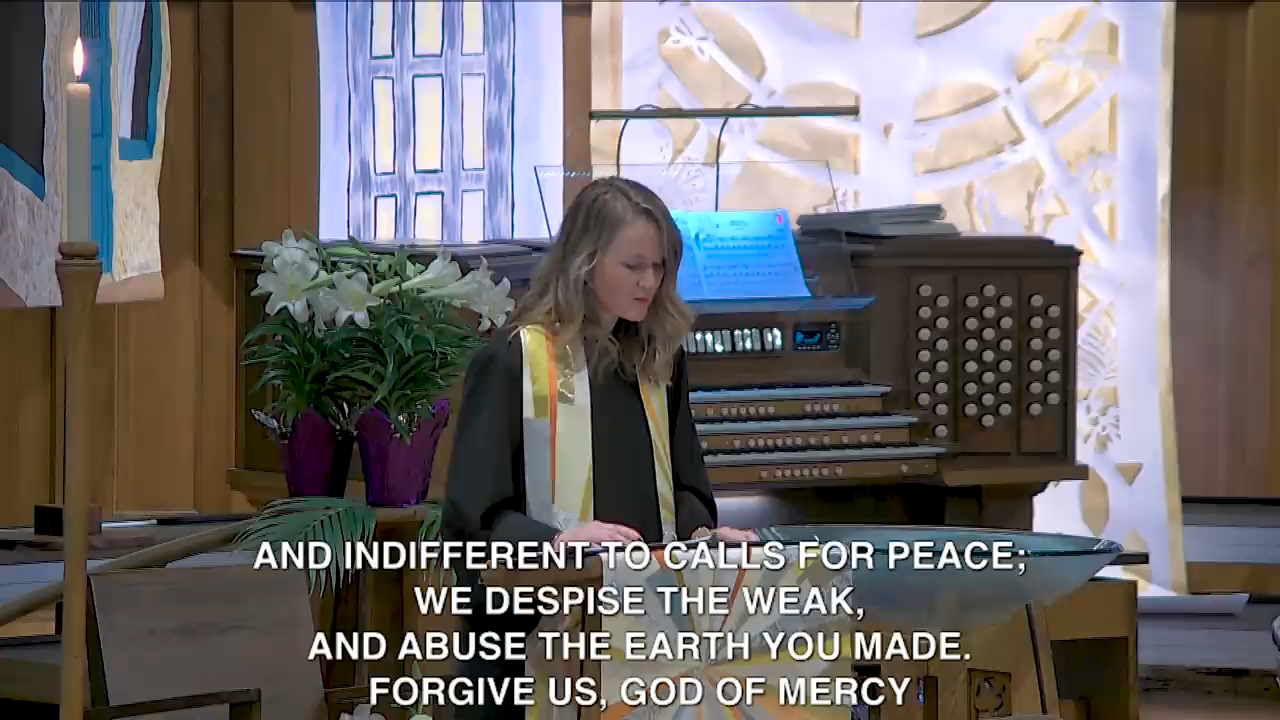 AND INDIFFERENT TO CALLS FOR PEACE;
WE DESPISE THE WEAK,
AND ABUSE THE EARTH YOU MADE.
FORGIVE US, GOD OF MERCY